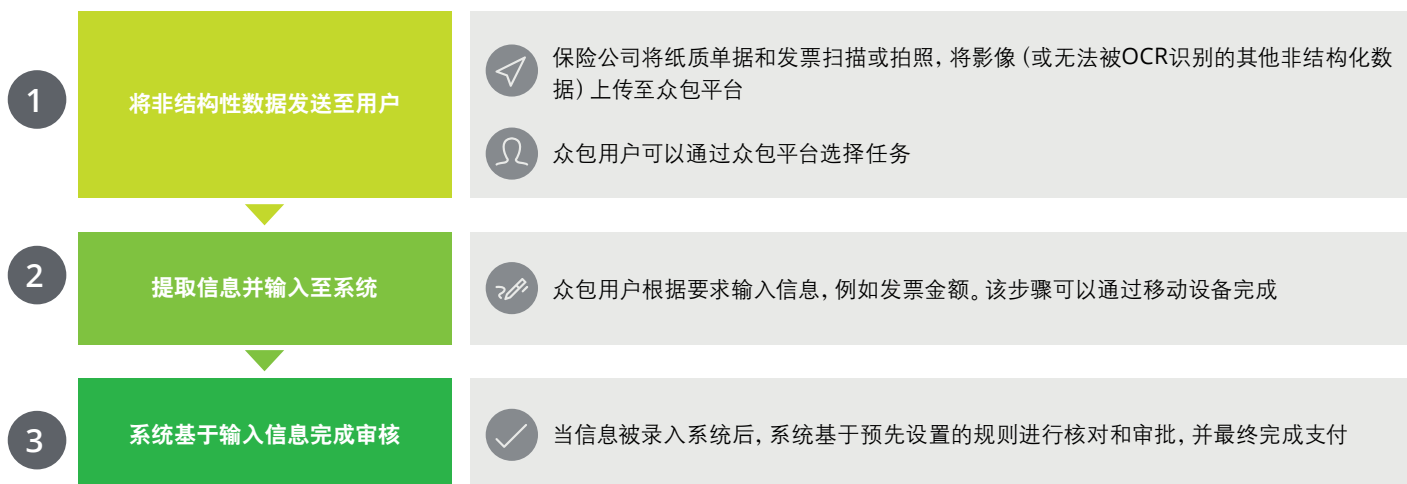 1
将非结构性数据发送至用户
保险公司将纸质单据和发票扫描或拍照，将影像（或无法被OCR识别的其他非结构化数
据）上传至众包平台
众包用户可以通过众包平台选择任务
2
提取信息并输入至系统
众包用户根据要求输入信息，例如发票金额。该步骤可以通过移动设备完成
3
系统基于输入信息完成审核
当信息被录入系统后，系统基于预先设置的规则进行核对和审批，并最终完成支付